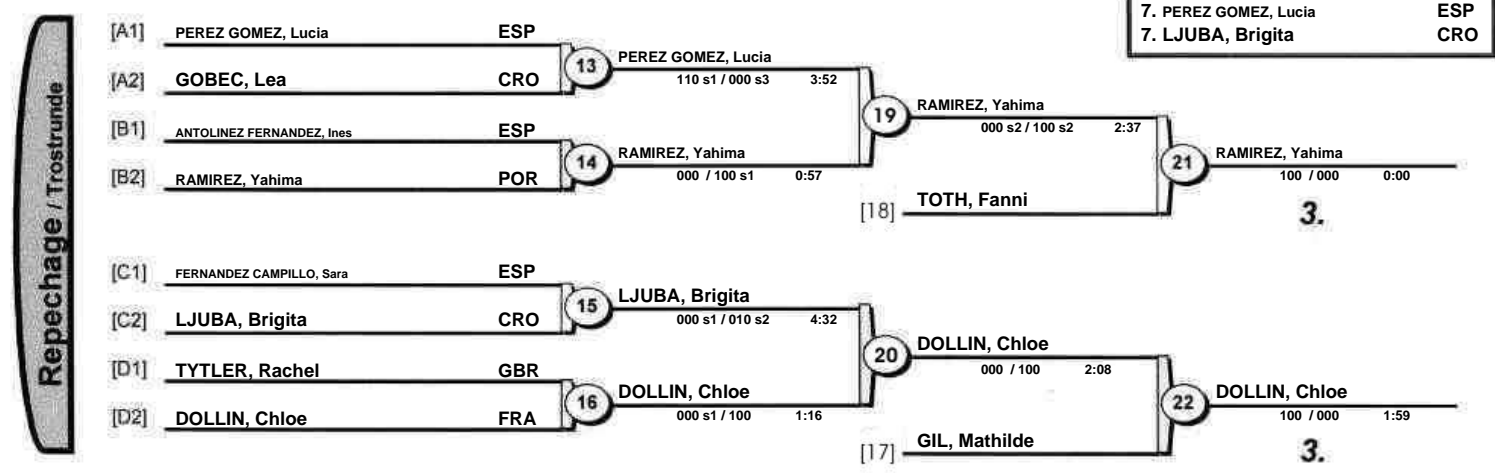 7. PEREZ GOMEZ, Lucia ESP
7. LJUBA, Brigita CRO
Repechage / Trostrunde
[A1] PEREZ GOMEZ, Lucia ESP
[A2] GOBEC, Lea CRO
13
PEREZ GOMEZ, Lucia
110 s1 / 000 s3 3:52
[B1] ANTOLINEZ FERNANDEZ, Ines ESP
[B2] RAMIREZ, Yahima POR
14
RAMIREZ, Yahima
000 / 100 s1 0:57
19
RAMIREZ, Yahima
000 s2 / 100 s2 2:37
[18] TOTH, Fanni
21
RAMIREZ, Yahima
100 / 000 0:00
3.
[C1] FERNANDEZ CAMPILLO, Sara ESP
[C2] LJUBA, Brigita CRO
15
LJUBA, Brigita
000 s1 / 010 s2 4:32
[D1] TYTLER, Rachel GBR
[D2] DOLLIN, Chloe FRA
16
DOLLIN, Chloe
000 s1 / 100 1:16
20
DOLLIN, Chloe
000 / 100 2:08
[17] GIL, Mathilde
22
DOLLIN, Chloe
100 / 000 1:59
3.